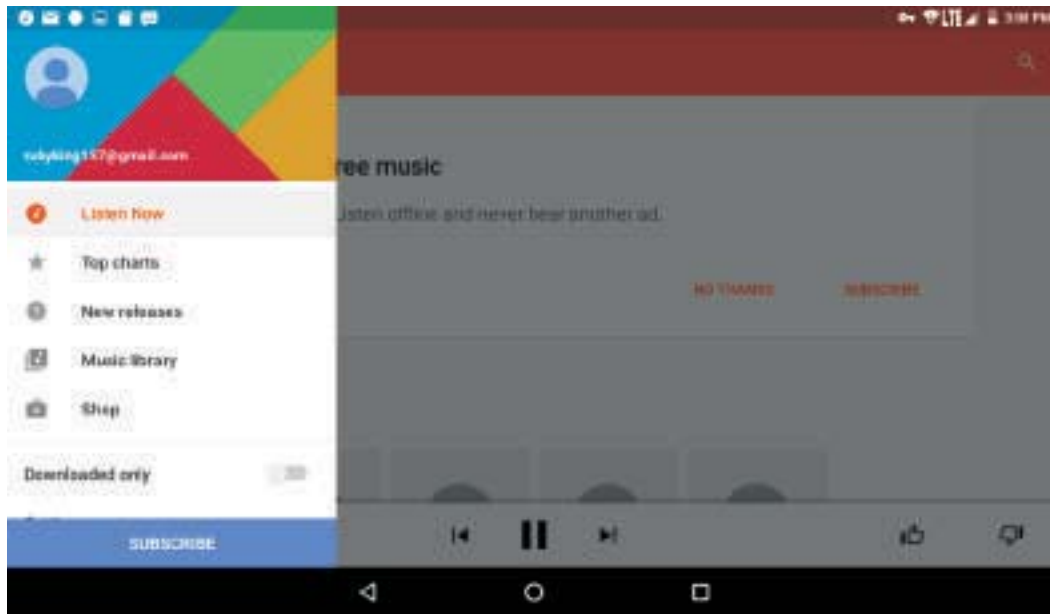 LTE
rubyking157@gmail.com
ree music
Listen Now
Listen offline and never hear another ad.
Top charts
NO THANKS
SUBSCRIBE
New releases
Music library
Shop
Downloaded only
SUBSCRIBE